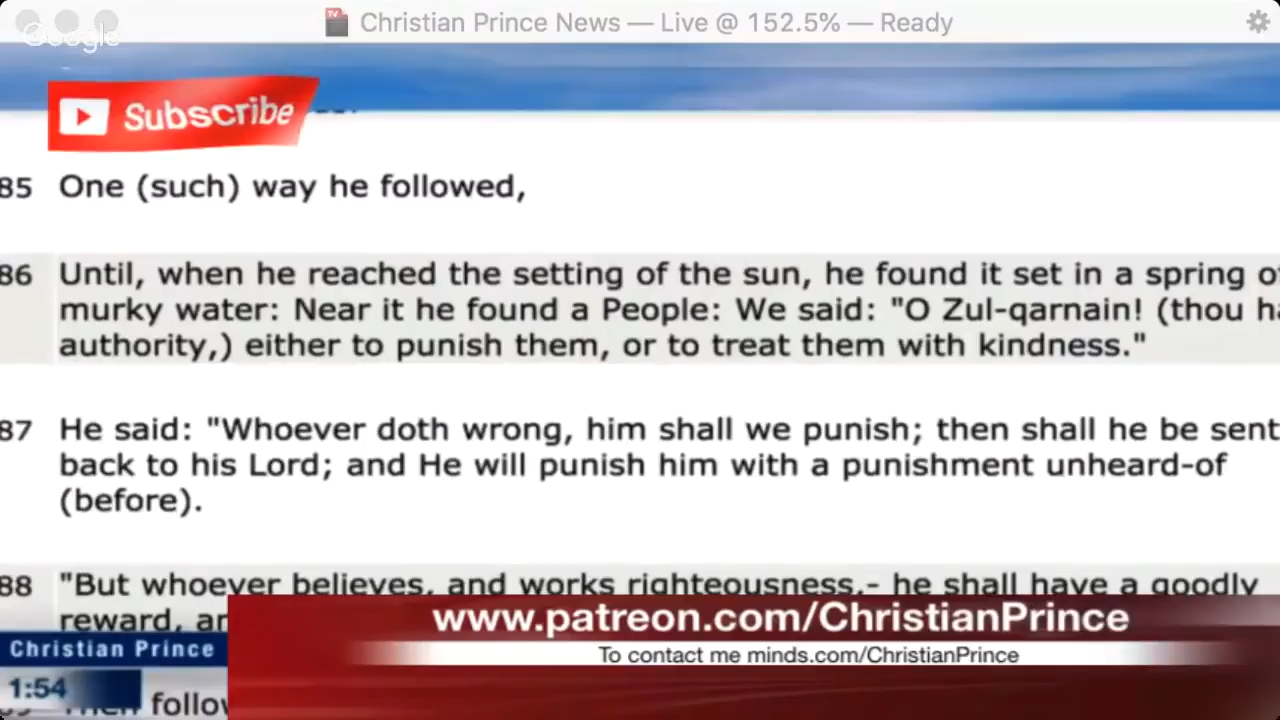 Christian Prince News — Live @ 152.5% — Ready
Google
Subscribe
85 One (such) way he followed,
86 Until, when he reached the setting of the sun, he found it set in a spring of
murky water: Near it he found a People: We said: "O Zul-qarnain! (thou
authority,) either to punish them, or to treat them with kindness."
87 He said: "Whoever doth wrong, him shall we punish; then shall he be sent
back to his Lord; and He will punish him with a punishment unheard-of
(before).
88 "But whoever believes, and works righteousness,- he shall have a goodly
reward,
www.patreon.com/ChristianPrince
To contact me minds.com/ChristianPrince
Christian Prince
1:54